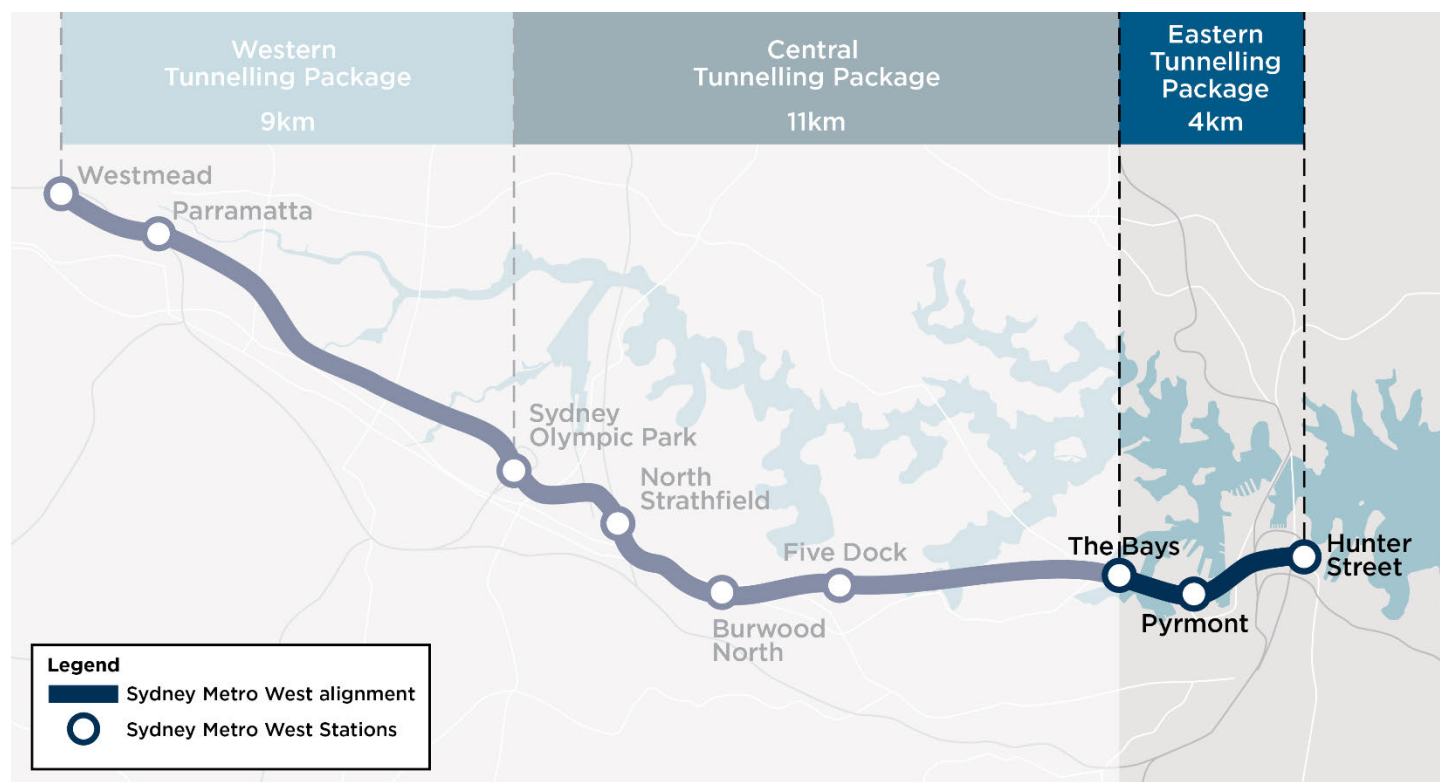 Western
Tunnelling Package
9km
Central
Tunnelling Package
11km
Eastern
Tunnelling
Package
4km
Westmead
Parramatta
Sydney
Olympic Park
North
Strathfield
Five Dock
Burwood
North
The Bays
Pyrmont
Hunter
Street
Legend
Sydney Metro West alignment
Sydney Metro West Stations